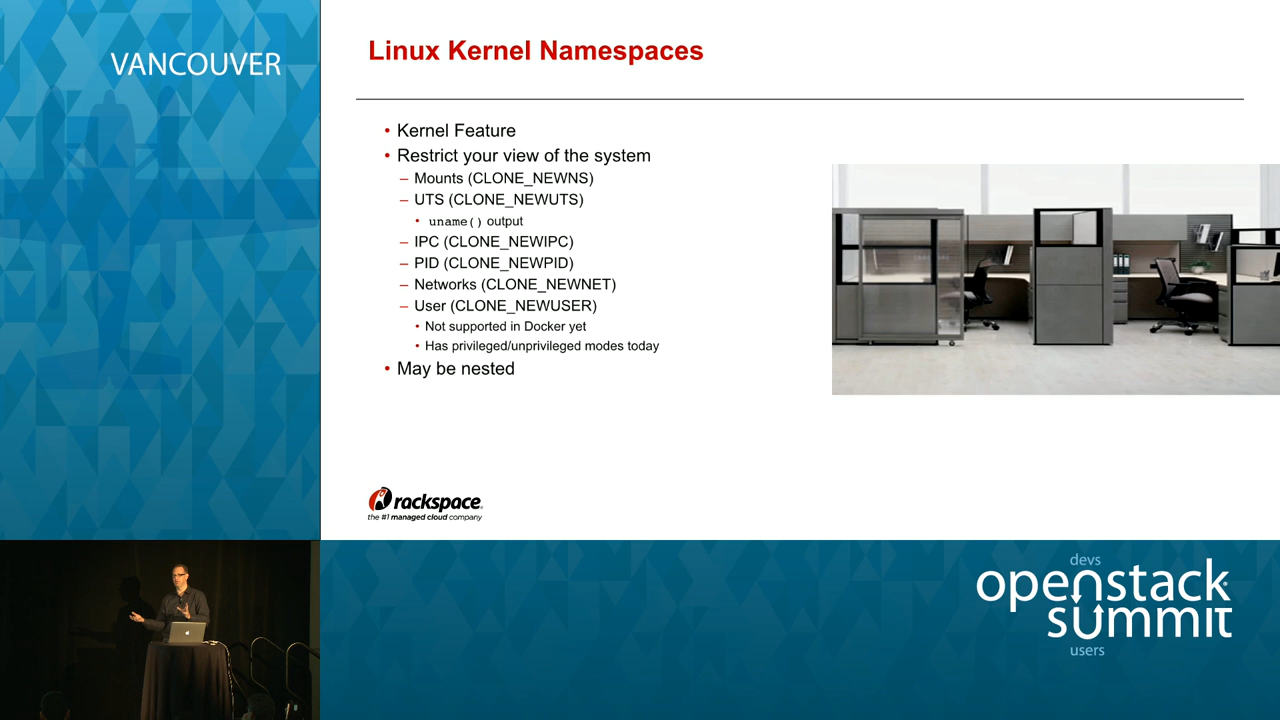 VANCOUVER
Linux Kernel Namespaces
• Kernel Feature
• Restrict your view of the system
– Mounts (CLONE_NEWNS)
– UTS (CLONE_NEWUTS)
• uname() output
– IPC (CLONE_NEWIPC)
– PID (CLONE_NEWPID)
– Networks (CLONE_NEWNET)
– User (CLONE_NEWUSER)
• Not supported in Docker yet
• Has privileged/unprivileged modes today
• May be nested
rackspace.
the #1 managed cloud company
devs
openstack
summit
users